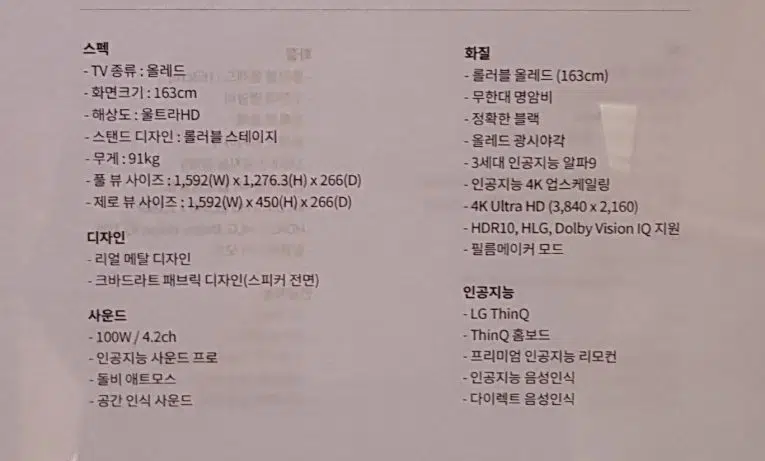 스펙
- TV 종류 : 올레드
- 화면크기 : 163cm
- 해상도 : 울트라HD
- 스탠드 디자인 : 롤러블 스테이지
- 무게 : 91kg
- 풀 뷰 사이즈 : 1,592(W) x 1,276.3(H) x 266(D)
- 제로 뷰 사이즈 : 1,592(W) x 450(H) x 266(D)
디자인
- 리얼 메탈 디자인
- 크바드라트 패브릭 디자인(스피커 전면)
사운드
- 100W / 4.2ch
- 인공지능 사운드 프로
- 돌비 애트모스
- 공간 인식 사운드
화질
- 롤러블 올레드 (163cm)
- 무한대 명암비
- 정확한 블랙
- 올레드 광시야각
- 3세대 인공지능 알파9
- 인공지능 4K 업스케일링
- 4K Ultra HD (3,840 x 2,160)
- HDR10, HLG, Dolby Vision IQ 지원
- 필름메이커 모드
인공지능
- LG ThinQ
- ThinQ 홈보드
- 프리미엄 인공지능 리모컨
- 인공지능 음성인식
- 다이렉트 음성인식